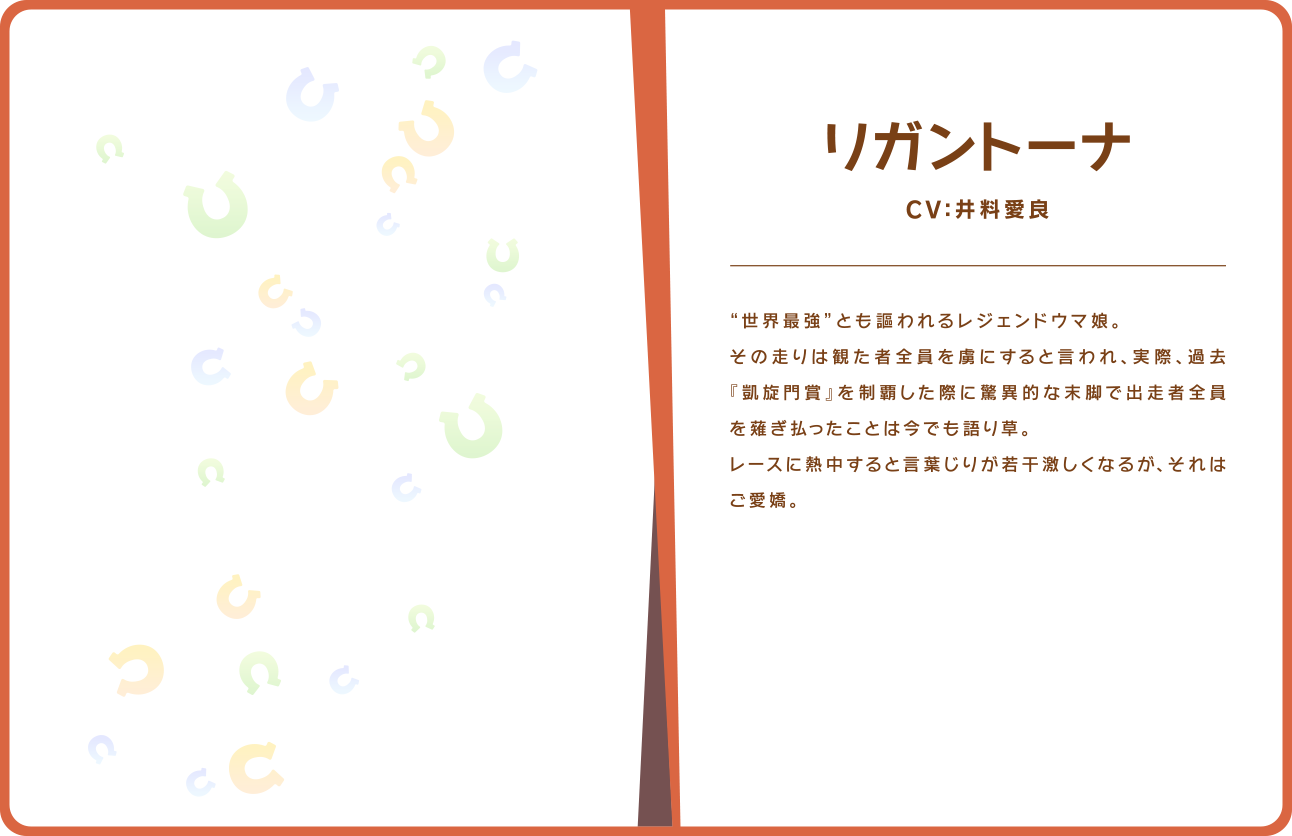 リガントーナ
CV:井料愛良
“世界最強”とも謳われるレジェンドウマ娘。
その走りは観た者全員を虜にすると言われ、実際、過去
『凱旋門賞』を制覇した際に驚異的な末脚で出走者全員
を薙ぎ払ったことは今でも語り草。
レースに熱中すると言葉じりが若干激しくなるが、それは
ご愛嬌。